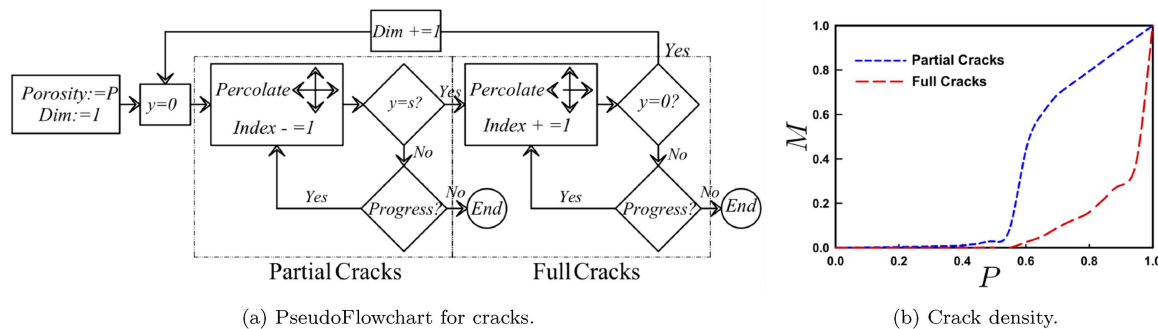 Dim +=1
Yes
Porosity:=P
Dim:=1
y=0
Percolate
Index - =1
y=s?
Yes
Percolate
Index + =1
y=0?
No
No
Yes
Progress?
No
End
Yes
Progress?
No
End
Partial Cracks
Full Cracks
(a) PseudoFlowchart for cracks.
1.0
0.8
0.6
0.4
0.2
0.0
M
Partial Cracks
Full Cracks
0.0 0.2 0.4 0.6 0.8 1.0
P
(b) Crack density.